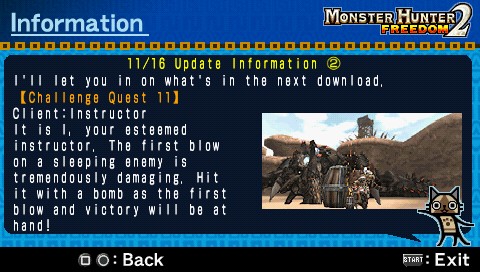 Information
MONSTER HUNTER
FREEDOM 2
11/16 Update Information ②
I'll let you in on what's in the next download.
【Challenge Quest 11】
Client:Instructor
It is I, your esteemed
instructor. The first blow
on a sleeping enemy is
tremendously damaging. Hit
it with a bomb as the first
blow and victory will be at
hand!
□ ○: Back
START: Exit